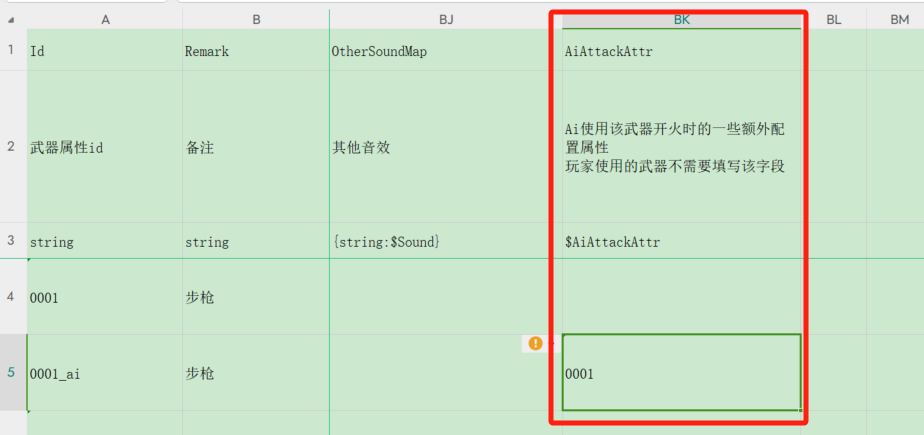 A B BJ BK BL BM
1 Id Remark OtherSoundMap AiAttackAttr
Ai使用该武器开火时的一些额外配
置属性
2 武器属性id 备注 其他音效
玩家使用的武器不需要填写该字段
3 string string {string:$Sound} $AiAttackAttr
4 0001 步枪
5 0001_ai 步枪 0001